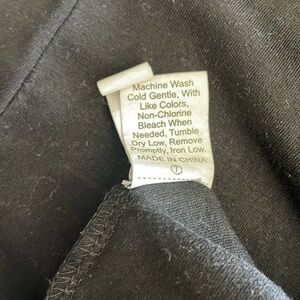 Machine Wash
Cold Gentle, With
Like Colors,
Non-Chlorine
Bleach When
Needed, Tumble
Dry Low, Remove
Promptly, Iron Low.
MADE IN CHINA